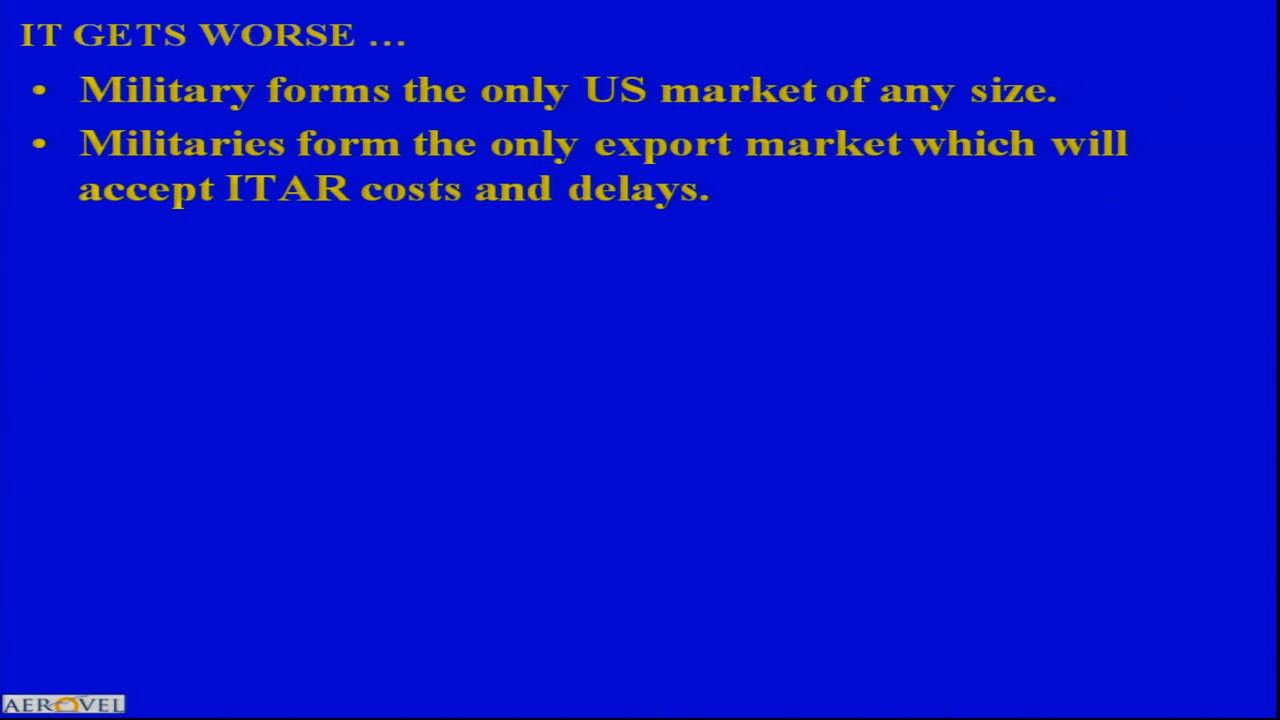 IT GETS WORSE …
• Military forms the only US market of any size.
• Militaries form the only export market which will
accept ITAR costs and delays.
AEROVEL